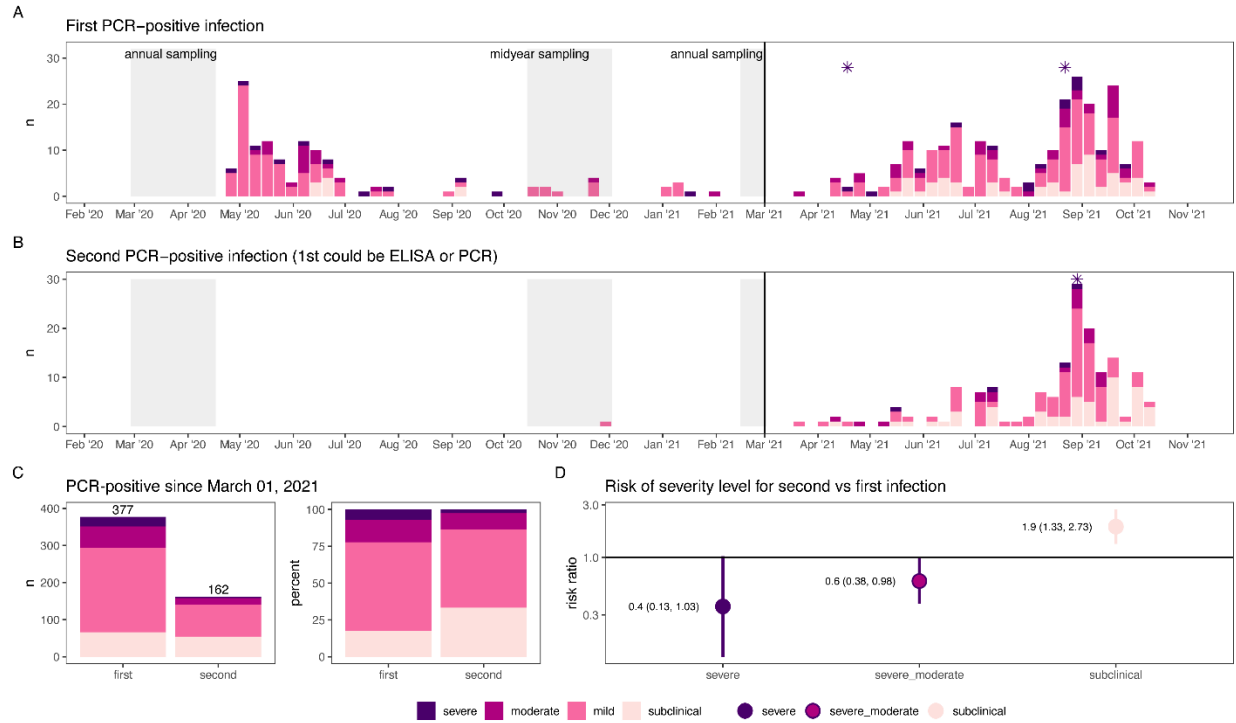 A
First PCR−positive infection
annual sampling
midyear sampling
annual sampling
30
20
10
0
n
Feb '20 Mar '20 Apr '20 May '20 Jun '20 Jul '20 Aug '20 Sep '20 Oct '20 Nov '20 Dec '20 Jan '21 Feb '21 Mar '21 Apr '21 May '21 Jun '21 Jul '21 Aug '21 Sep '21 Oct '21 Nov '21
B
Second PCR−positive infection (1st could be ELISA or PCR)
30
20
10
0
n
Feb '20 Mar '20 Apr '20 May '20 Jun '20 Jul '20 Aug '20 Sep '20 Oct '20 Nov '20 Dec '20 Jan '21 Feb '21 Mar '21 Apr '21 May '21 Jun '21 Jul '21 Aug '21 Sep '21 Oct '21 Nov '21
C
PCR-positive since March 01, 2021
400
300
200
100
0
n
377
162
first second
100
75
50
25
0
percent
first second
D
Risk of severity level for second vs first infection
3.0
1.0
0.3
risk ratio
0.4 (0.13, 1.03)
0.6 (0.38, 0.98)
1.9 (1.33, 2.73)
severe severe_moderate subclinical
severe moderate mild subclinical severe severe_moderate subclinical